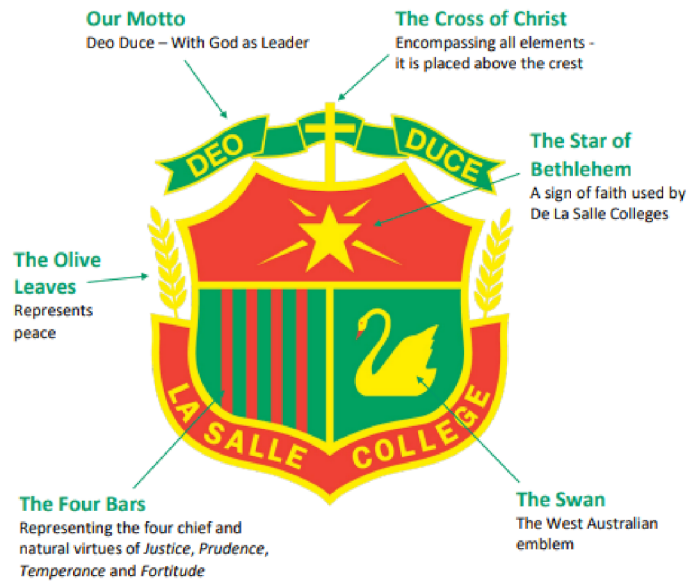 Our Motto
Deo Duce – With God as Leader
The Cross of Christ
Encompassing all elements -
it is placed above the crest
DEO DUCE
The Star of
Bethlehem
A sign of faith used by
De La Salle Colleges
The Olive
Leaves
Represents
peace
LA SALLE COLLEGE
The Four Bars
Representing the four chief and
natural virtues of Justice, Prudence,
Temperance and Fortitude
The Swan
The West Australian
emblem